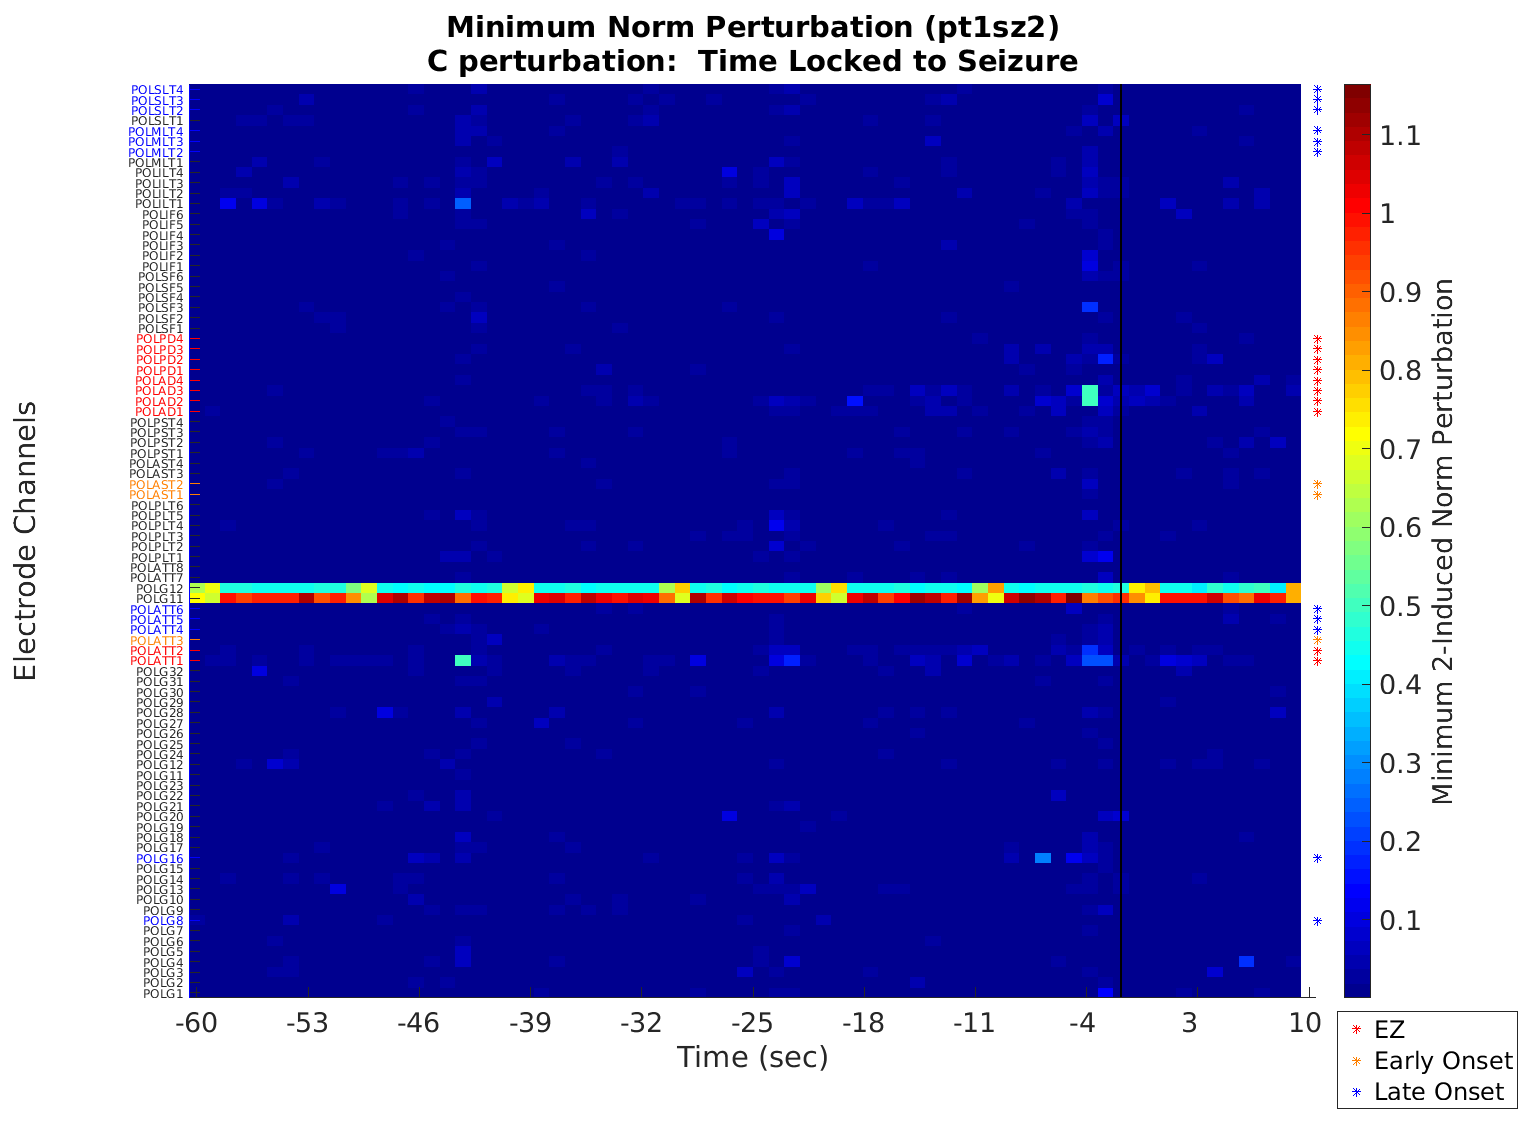 Minimum Norm Perturbation (pt1sz2)
C perturbation: Time Locked to Seizure
Electrode Channels
POLSLT4
POLSLT3
POLSLT2
POLSLT1
POLMLT4
POLMLT3
POLMLT2
POLMLT1
POLILT4
POLILT3
POLILT2
POLILT1
POLIF6
POLIF5
POLIF4
POLIF3
POLIF2
POLIF1
POLSF6
POLSF5
POLSF4
POLSF3
POLSF2
POLSF1
POLPD4
POLPD3
POLPD2
POLPD1
POLAD4
POLAD3
POLAD2
POLAD1
POLPST4
POLPST3
POLPST2
POLPST1
POLAST4
POLAST3
POLAST2
POLAST1
POLPLT6
POLPLT5
POLPLT4
POLPLT3
POLPLT2
POLPLT1
POLATT8
POLATT7
POLG12
POLG11
POLATT6
POLATT5
POLATT4
POLATT3
POLATT2
POLATT1
POLG32
POLG31
POLG30
POLG29
POLG28
POLG27
POLG26
POLG25
POLG24
POLG12
POLG11
POLG23
POLG22
POLG21
POLG20
POLG19
POLG18
POLG17
POLG16
POLG15
POLG14
POLG13
POLG10
POLG9
POLG8
POLG7
POLG6
POLG5
POLG4
POLG3
POLG2
POLG1
-60 -53 -46 -39 -32 -25 -18 -11 -4 3 10
Time (sec)
1.1
1
0.9
0.8
0.7
0.6
0.5
0.4
0.3
0.2
0.1
Minimum 2-Induced Norm Perturbation
EZ
Early Onset
Late Onset